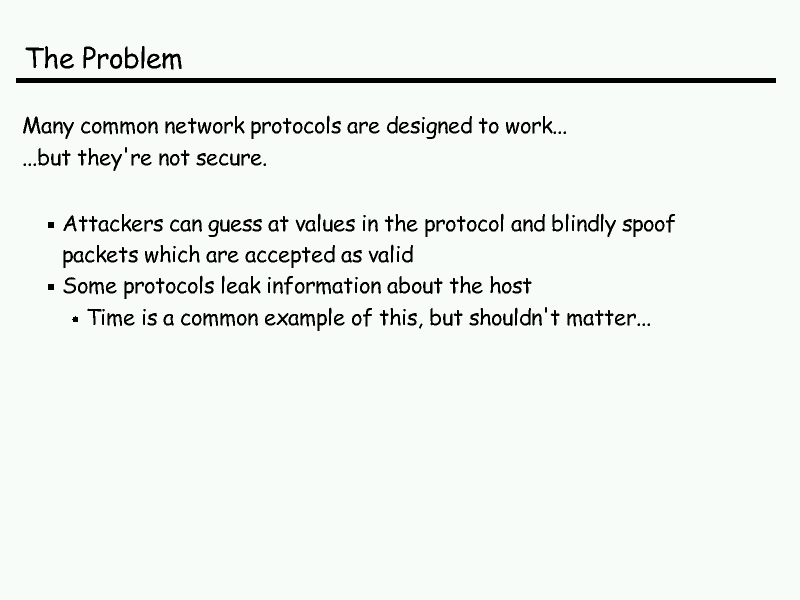 The Problem
Many common network protocols are designed to work...
...but they're not secure.
▪ Attackers can guess at values in the protocol and blindly spoof
packets which are accepted as valid
▪ Some protocols leak information about the host
▪ Time is a common example of this, but shouldn't matter...